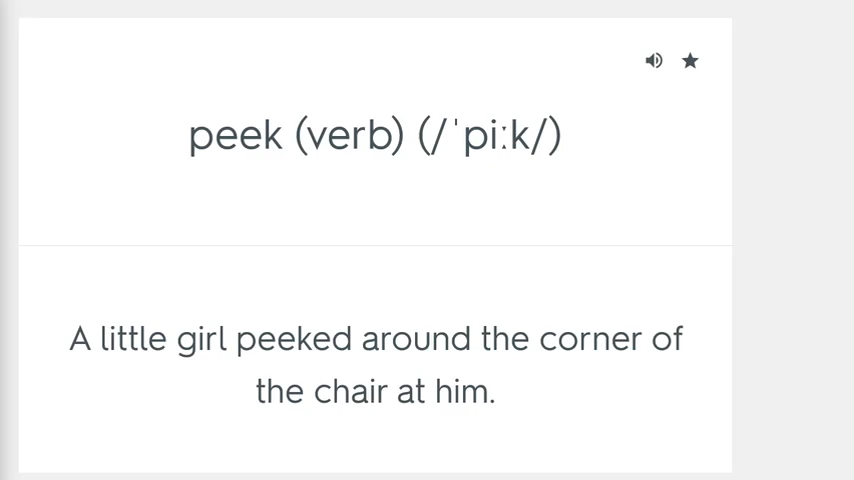 peek (verb) (/ˈpiːk/)
A little girl peeked around the corner of
the chair at him.